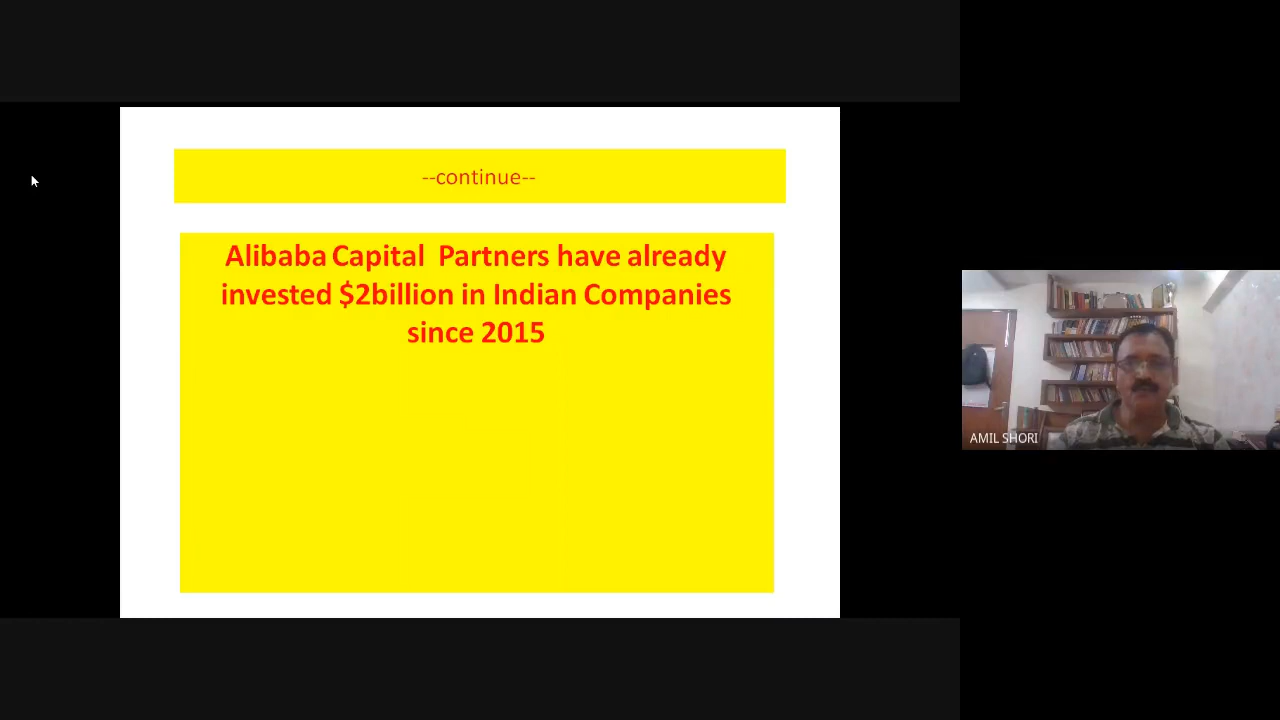 --continue--
Alibaba Capital Partners have already
invested $2billion in Indian Companies
since 2015
AMIL SHORI